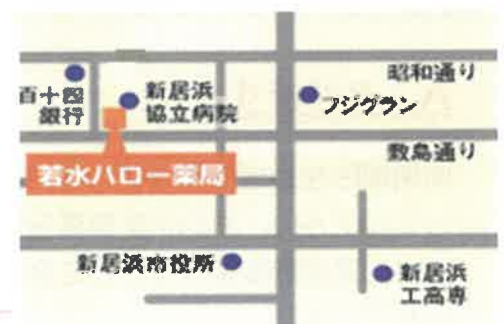 昭和通り
百十四
銀行
新居浜
協立病院
フジグラン
敷島通り
若水ハロー薬局
新居浜市役所
新居浜
工高専